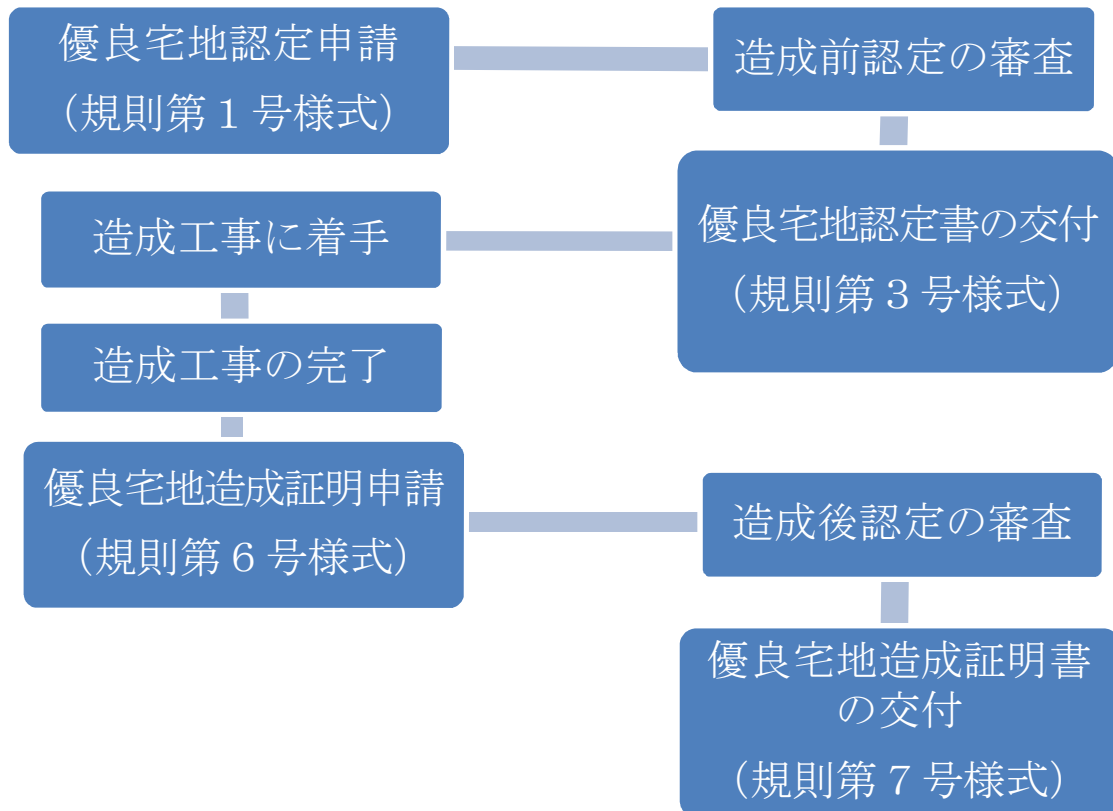 優良宅地認定申請
（規則第１号様式）
造成前認定の審査
優良宅地認定書の交付
（規則第３号様式）
造成工事に着手
造成工事の完了
優良宅地造成証明申請
（規則第６号様式）
造成後認定の審査
優良宅地造成証明書
の交付
（規則第７号様式）